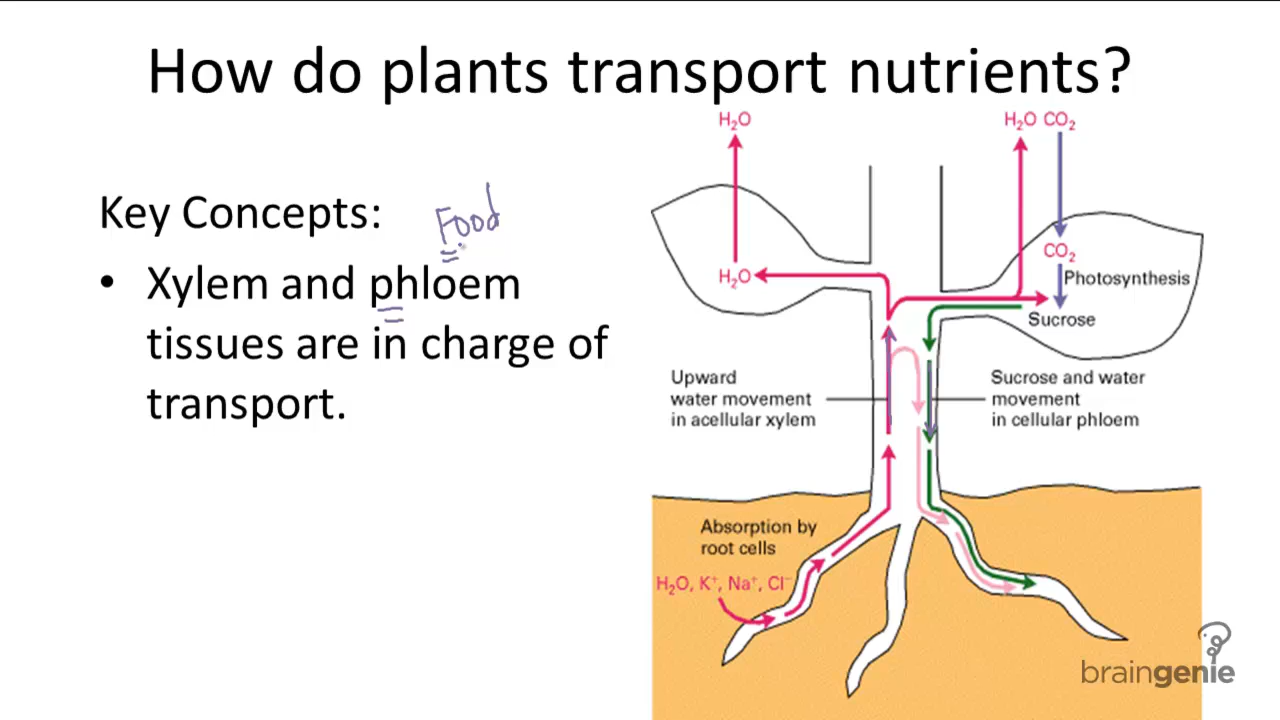 How do plants transport nutrients?
Key Concepts:
Food
• Xylem and phloem
tissues are in charge of
transport.
H₂O
H₂O CO₂
CO₂
H₂O
Photosynthesis
Sucrose
Upward
water movement
in acellular xylem
Sucrose and water
movement
in cellular phloem
Absorption by
root cells
H₂O, K⁺, Na⁺, Cl⁻
braingenie